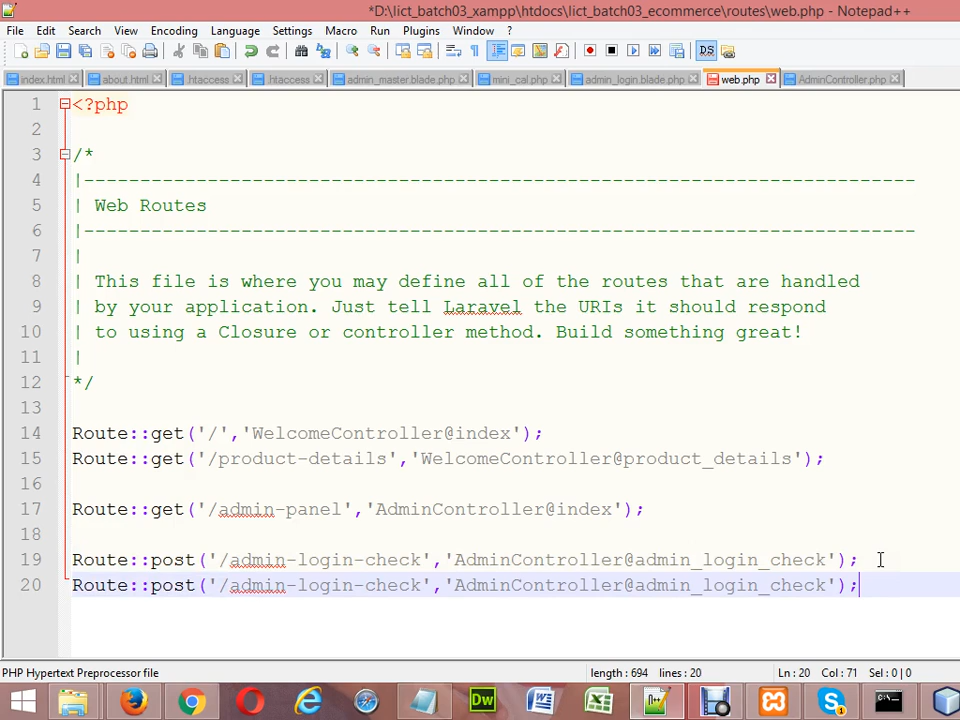 *D:\lict_batch03_xampp\htdocs\lict_batch03_ecommerce\routes\web.php - Notepad++
File Edit Search View Encoding Language Settings Macro Run Plugins Window ?
index.html about.html .htaccess .htaccess admin_master.blade.php mini_cal.php admin_login.blade.php web.php AdminController.php
1 <?php
2
3 /*
4 |--------------------------------------------------------------------------
5 | Web Routes
6 |--------------------------------------------------------------------------
7 |
8 | This file is where you may define all of the routes that are handled
9 | by your application. Just tell Laravel the URIs it should respond
10 | to using a Closure or controller method. Build something great!
11 |
12 */
13
14 Route::get('/','WelcomeController@index');
15 Route::get('/product-details','WelcomeController@product_details');
16
17 Route::get('/admin-panel','AdminController@index');
18
19 Route::post('/admin-login-check','AdminController@admin_login_check');
20 Route::post('/admin-login-check','AdminController@admin_login_check');
PHP Hypertext Preprocessor file length : 694 lines : 20 Ln : 20 Col : 71 Sel : 0 | 0